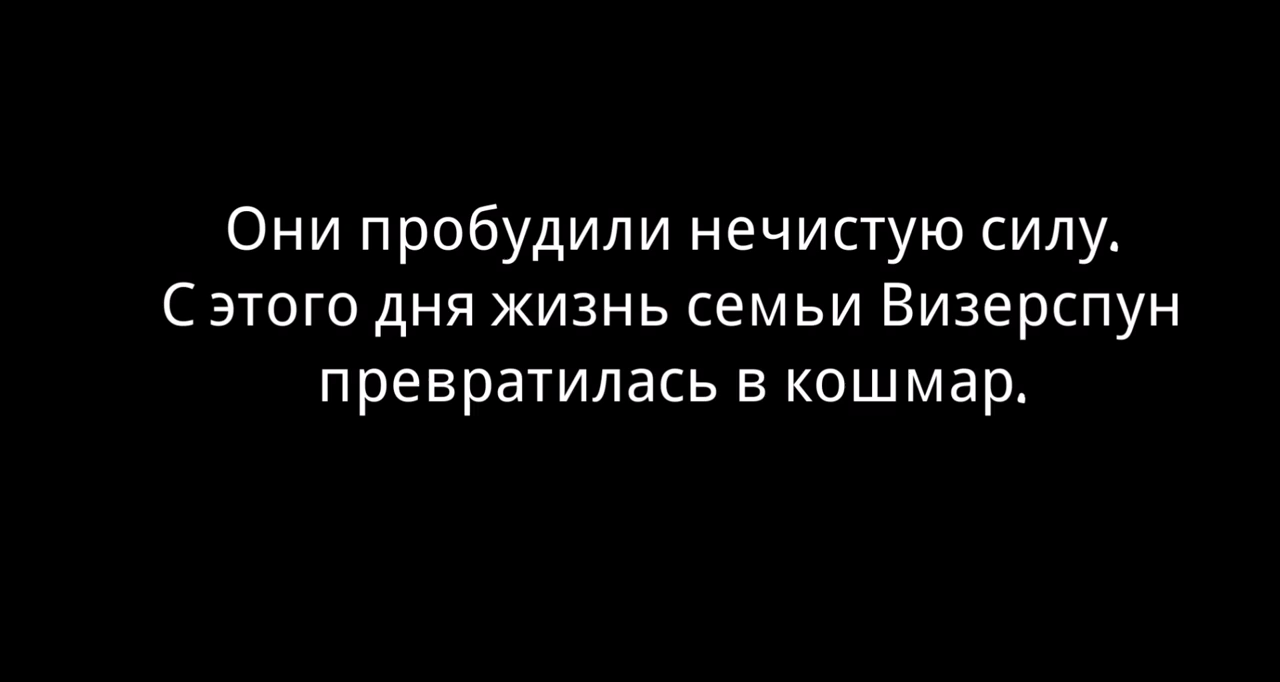 Они пробудили нечистую силу.
С этого дня жизнь семьи Визерспун
превратилась в кошмар.